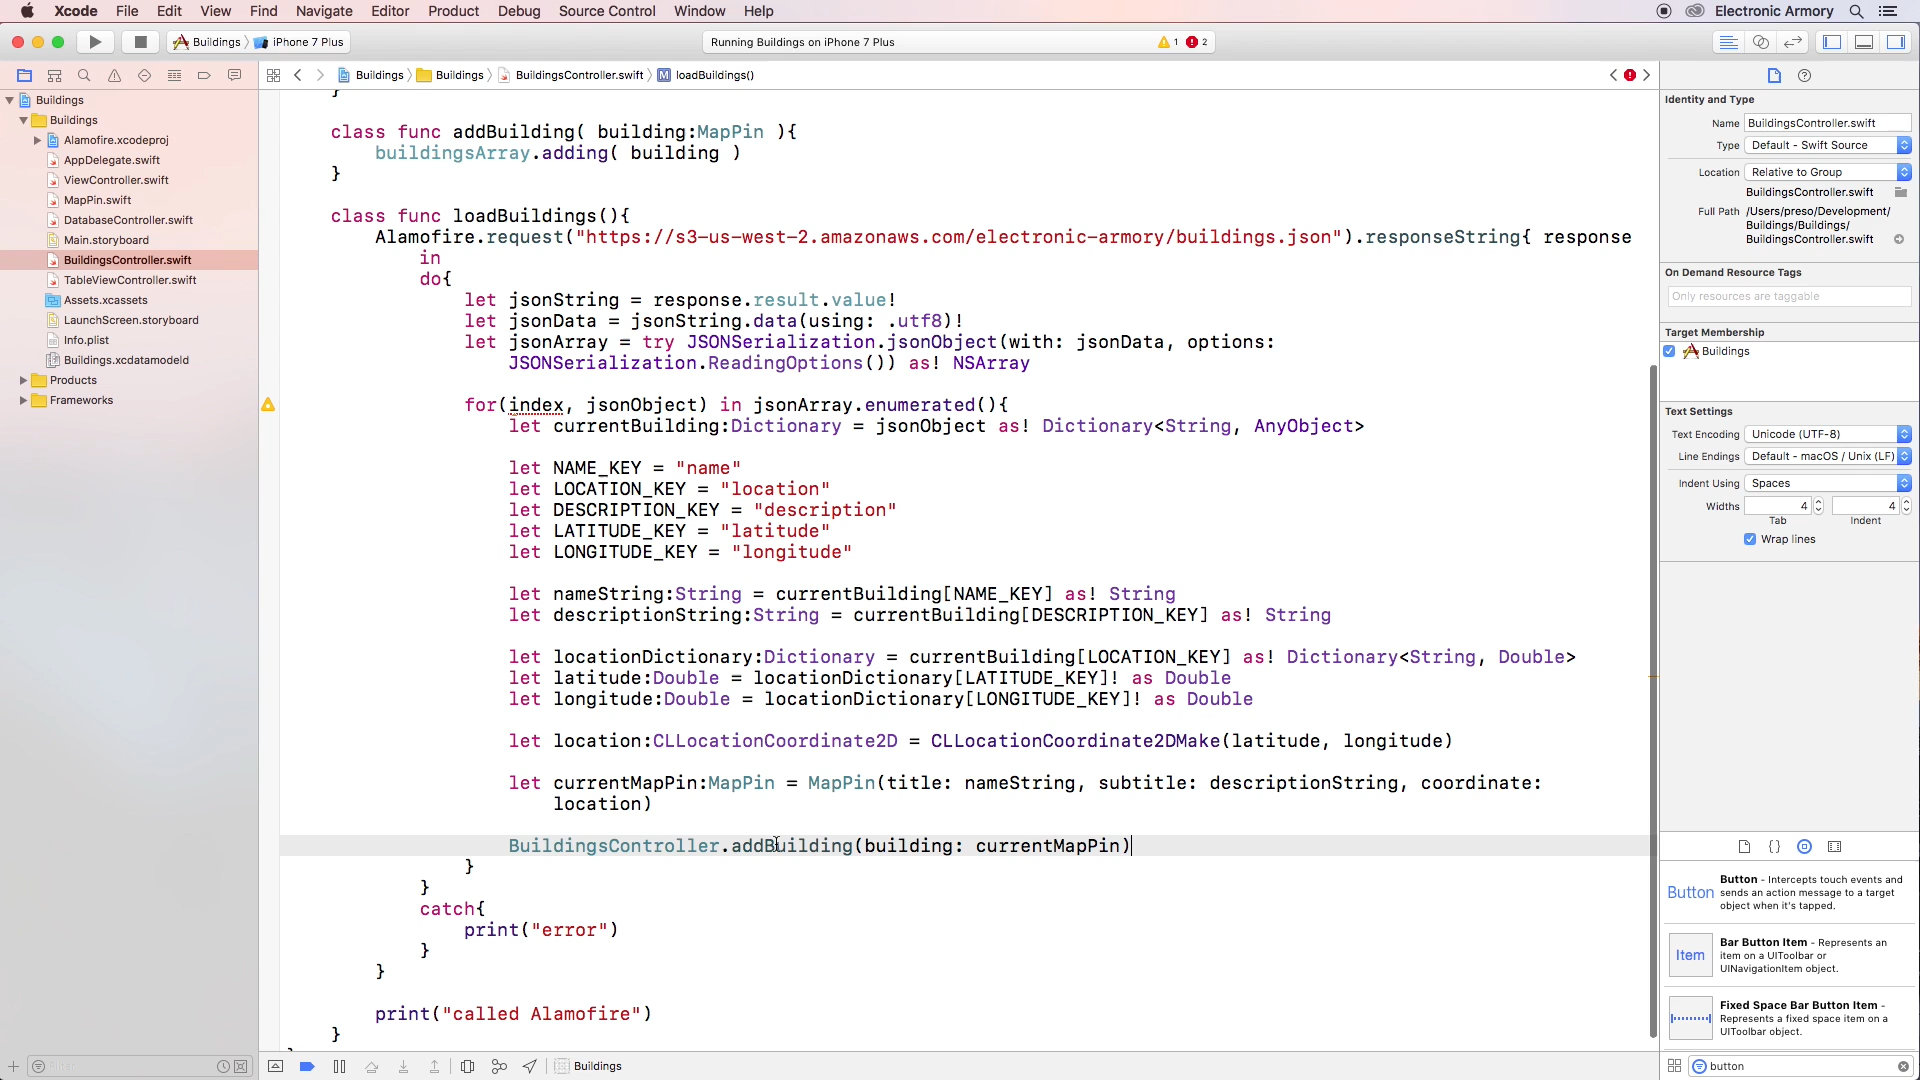 Xcode File Edit View Find Navigate Editor Product Debug Source Control Window Help Electronic Armory
Buildings iPhone 7 Plus Running Buildings on iPhone 7 Plus 1 2
Buildings Buildings BuildingsController.swift M loadBuildings()
Buildings
Buildings
Alamofire.xcodeproj
AppDelegate.swift
ViewController.swift
MapPin.swift
DatabaseController.swift
Main.storyboard
BuildingsController.swift
TableViewController.swift
Assets.xcassets
LaunchScreen.storyboard
Info.plist
Buildings.xcdatamodeld
Products
Frameworks
}
class func addBuilding( building:MapPin ){
buildingsArray.adding( building )
}
class func loadBuildings(){
Alamofire.request("https://s3-us-west-2.amazonaws.com/electronic-armory/buildings.json").responseString{ response
in
do{
let jsonString = response.result.value!
let jsonData = jsonString.data(using: .utf8)!
let jsonArray = try JSONSerialization.jsonObject(with: jsonData, options:
JSONSerialization.ReadingOptions()) as! NSArray
for(index, jsonObject) in jsonArray.enumerated(){
let currentBuilding:Dictionary = jsonObject as! Dictionary<String, AnyObject>
let NAME_KEY = "name"
let LOCATION_KEY = "location"
let DESCRIPTION_KEY = "description"
let LATITUDE_KEY = "latitude"
let LONGITUDE_KEY = "longitude"
let nameString:String = currentBuilding[NAME_KEY] as! String
let descriptionString:String = currentBuilding[DESCRIPTION_KEY] as! String
let locationDictionary:Dictionary = currentBuilding[LOCATION_KEY] as! Dictionary<String, Double>
let latitude:Double = locationDictionary[LATITUDE_KEY]! as Double
let longitude:Double = locationDictionary[LONGITUDE_KEY]! as Double
let location:CLLocationCoordinate2D = CLLocationCoordinate2DMake(latitude, longitude)
let currentMapPin:MapPin = MapPin(title: nameString, subtitle: descriptionString, coordinate:
location)
BuildingsController.addBuilding(building: currentMapPin)
}
}
catch{
print("error")
}
}
print("called Alamofire")
}
Buildings
Identity and Type
Name BuildingsController.swift
Type Default - Swift Source
Location Relative to Group
BuildingsController.swift
Full Path /Users/preso/Development/
Buildings/Buildings/
BuildingsController.swift
On Demand Resource Tags
Only resources are taggable
Target Membership
Buildings
Text Settings
Text Encoding Unicode (UTF-8)
Line Endings Default - macOS / Unix (LF)
Indent Using Spaces
Widths 4 4
Tab Indent
Wrap lines
Button Button - Intercepts touch events and
sends an action message to a target
object when it's tapped.
Item Bar Button Item - Represents an
item on a UIToolbar or
UINavigationItem object.
Fixed Space Bar Button Item -
Represents a fixed space item on a
UIToolbar object.
button